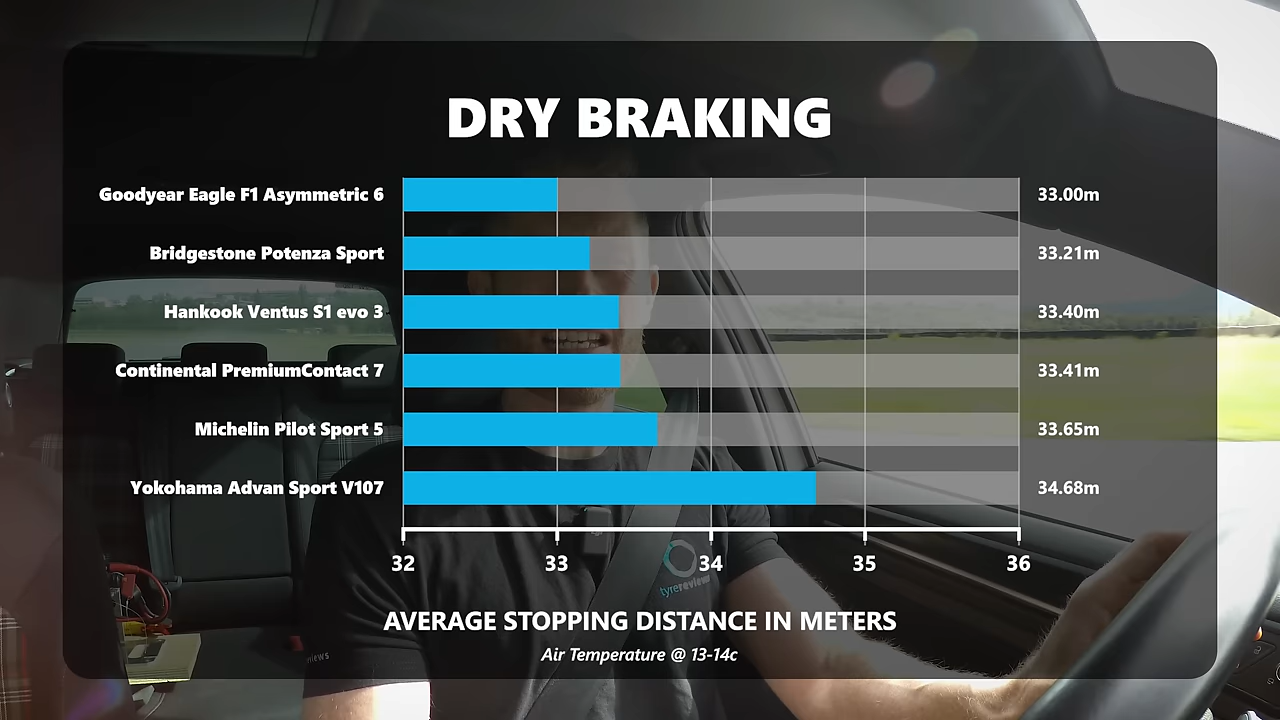 DRY BRAKING
Goodyear Eagle F1 Asymmetric 6 33.00m
Bridgestone Potenza Sport 33.21m
Hankook Ventus S1 evo 3 33.40m
Continental PremiumContact 7 33.41m
Michelin Pilot Sport 5 33.65m
Yokohama Advan Sport V107 34.68m
32 33 34 35 36
tyrereviews
AVERAGE STOPPING DISTANCE IN METERS
Air Temperature @ 13-14c